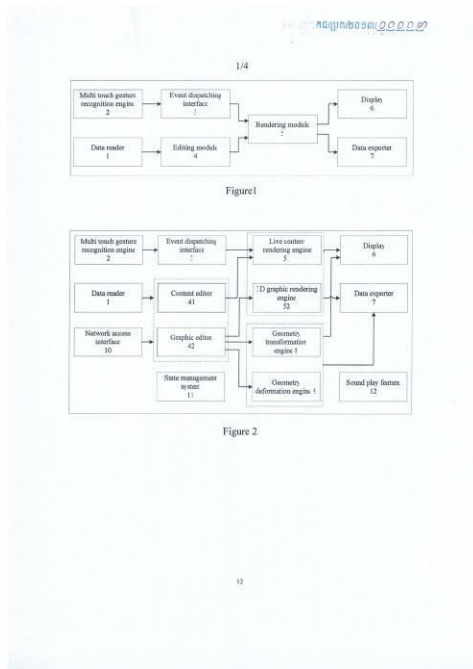 1/4
Multi touch gesture
recognition engine
2
Event dispatching
interface
3
Rendering module
Display
6
Data reader
1
Editing module
4
Data exporter
7
Figure1
Multi touch gesture
recognition engine
2
Event dispatching
interface
Live content
rendering engine
5
Display
6
Data reader
1
Content editor
41
2D graphic rendering
engine
52
Data exporter
7
Network access
interface
10
Graphic editor
42
Geometry
transformation
engine
State management
system
11
Geometry
deformation engine
Sound play feature
12
Figure 2
12